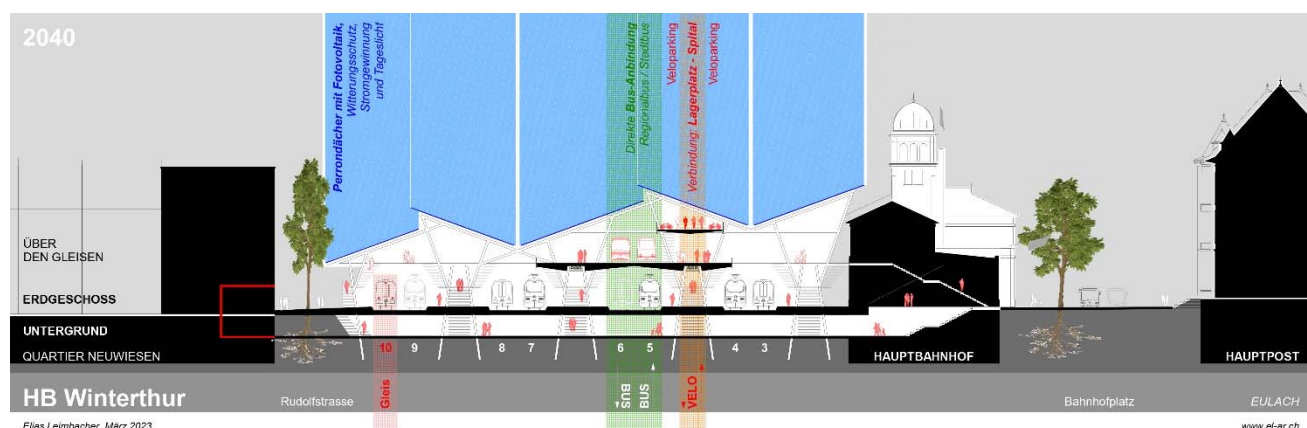 2040
Perrondächer mit Fotovoltaik,
Witterungsschutz,
Stromgewinnung
und Tageslicht
Direkte Bus-Anbindung
Regionalbus / Stadtbus
Veloparking
Verbindung: Lagerplatz - Spital
Veloparking
ÜBER
DEN GLEISEN
ERDGESCHOSS
UNTERGRUND
QUARTIER NEUWIESEN
10 9 8 7 6 5 4 3
HAUPTBAHNHOF
HAUPTPOST
HB Winterthur
Rudolfstrasse
Gleis
BUS
BUS
VELO
Bahnhofplatz
EULACH
Elias Leimbacher, März 2023
www.el-ar.ch